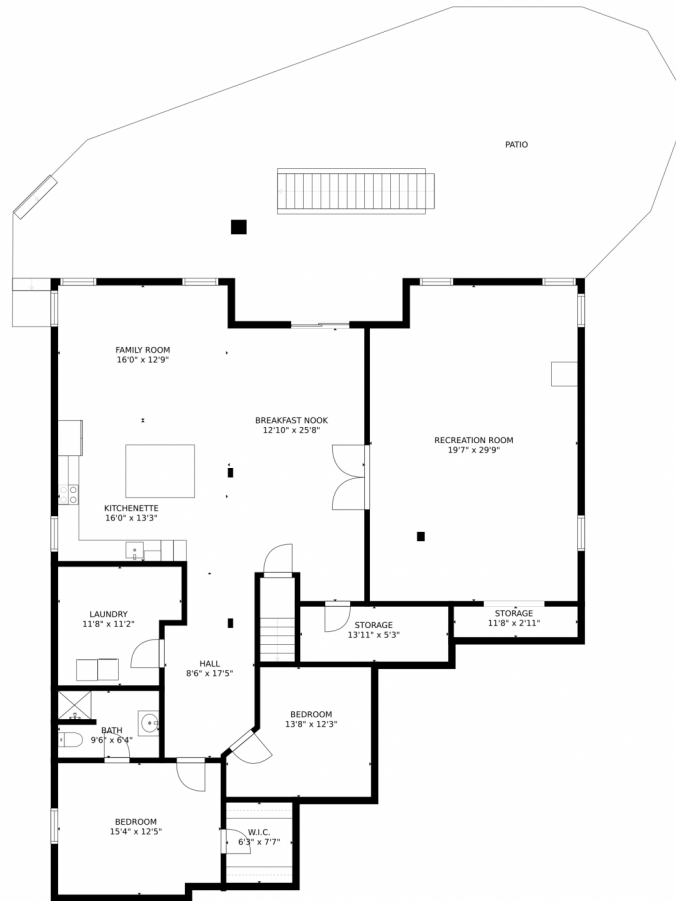 PATIO
FAMILY ROOM
16'0" x 12'9"
BREAKFAST NOOK
12'10" x 25'8"
RECREATION ROOM
19'7" x 29'9"
KITCHENETTE
16'0" x 13'3"
LAUNDRY
11'8" x 11'2"
STORAGE
13'11" x 5'3"
STORAGE
11'8" x 2'11"
HALL
8'6" x 17'5"
BEDROOM
13'8" x 12'3"
BATH
9'6" x 6'4"
BEDROOM
15'4" x 12'5"
W.I.C.
6'3" x 7'7"